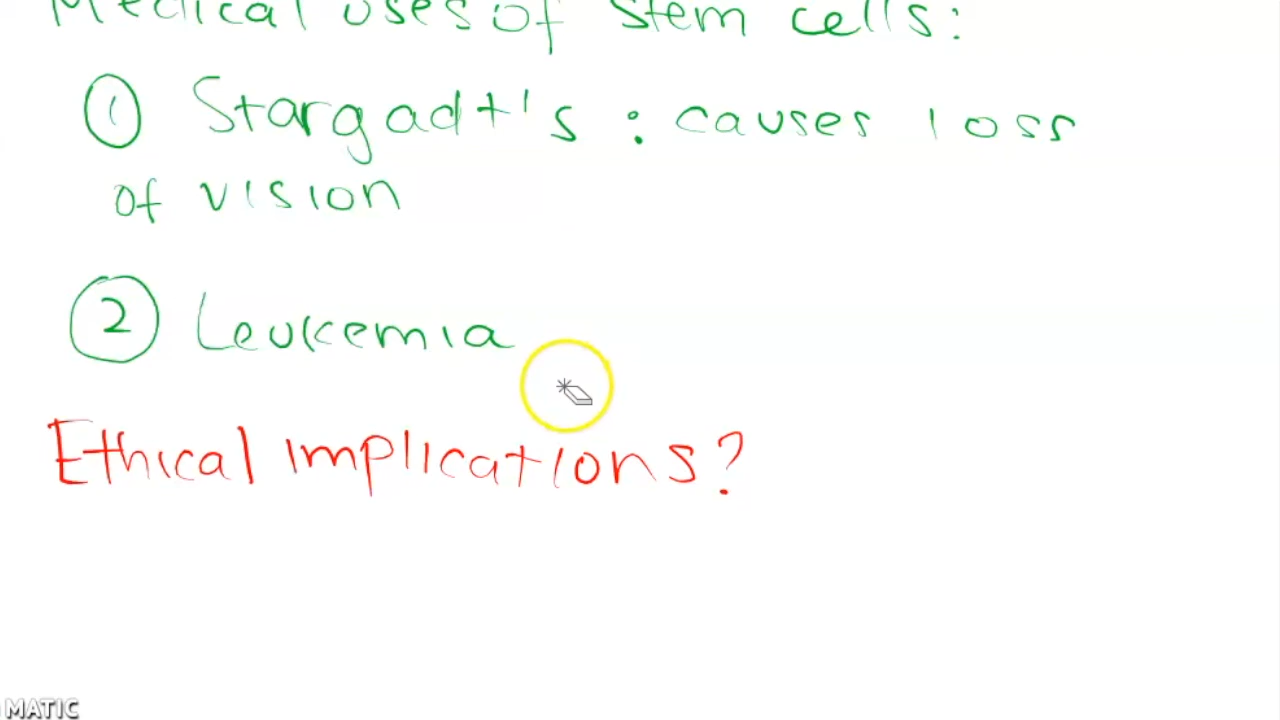 Medical uses of stem cells:
① Stargadt's : causes loss
of vision
② Leukemia
Ethical implications?
MATIC